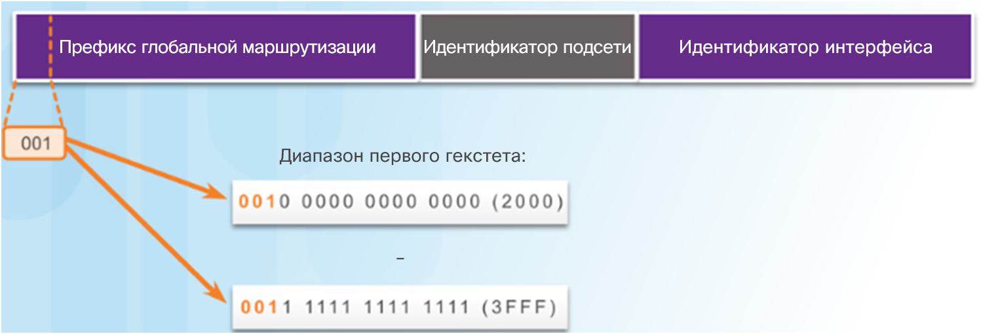 Префикс глобальной маршрутизации Идентификатор подсети Идентификатор интерфейса
001
Диапазон первого гекстета:
0010 0000 0000 0000 (2000)
–
0011 1111 1111 1111 (3FFF)